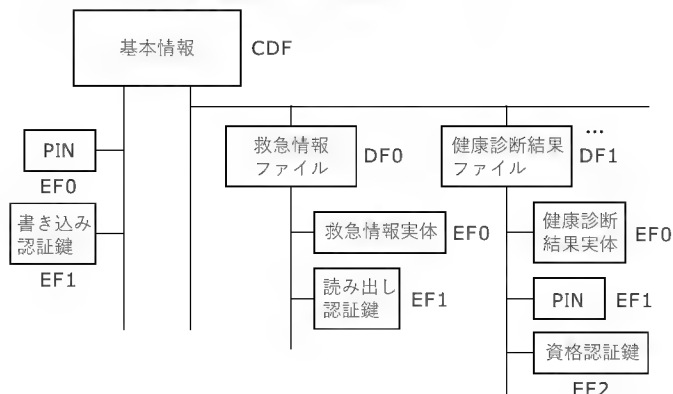 基本情報
CDF
PIN
EF0
書き込み
認証鍵
EF1
救急情報
ファイル
DF0
救急情報実体
EF0
読み出し
認証鍵
EF1
…
健康診断結果
ファイル
DF1
健康診断
結果実体
EF0
PIN
EF1
資格認証鍵
EF2